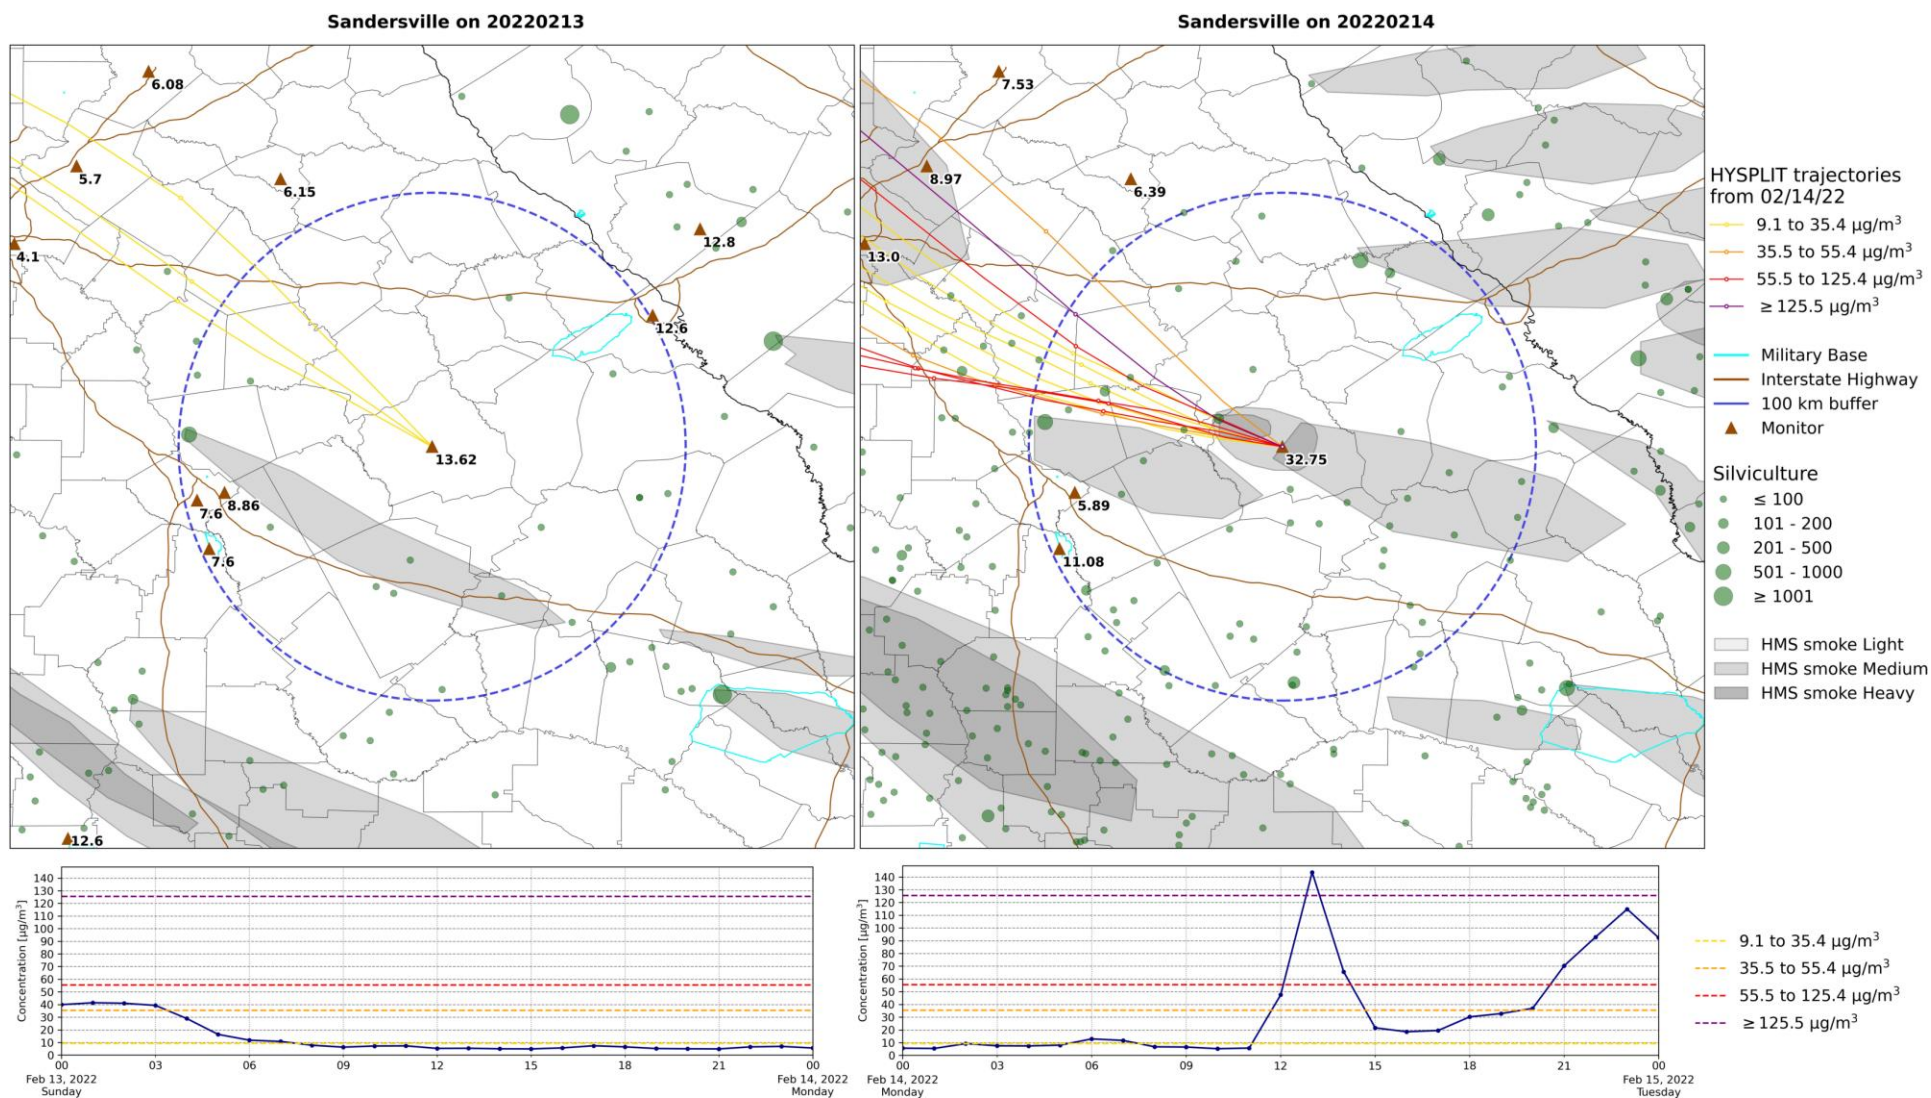 Sandersville on 20220213
6.08
5.7
6.15
12.8
4.1
12.6
13.62
8.86
7.6
7.6
12.6
Sandersville on 20220214
7.53
8.97
6.39
13.0
32.75
5.89
11.08
HYSPLIT trajectories
from 02/14/22
9.1 to 35.4 µg/m³
35.5 to 55.4 µg/m³
55.5 to 125.4 µg/m³
≥ 125.5 µg/m³
Military Base
Interstate Highway
100 km buffer
Monitor
Silviculture
≤ 100
101 - 200
201 - 500
501 - 1000
≥ 1001
HMS smoke Light
HMS smoke Medium
HMS smoke Heavy
Concentration [µg/m³]
140
130
120
110
100
90
80
70
60
50
40
30
20
10
0
00 03 06 09 12 15 18 21 00
Feb 13, 2022 Feb 14, 2022
Sunday Monday
Concentration [µg/m³]
140
130
120
110
100
90
80
70
60
50
40
30
20
10
0
00 03 06 09 12 15 18 21 00
Feb 14, 2022 Feb 15, 2022
Monday Tuesday
9.1 to 35.4 µg/m³
35.5 to 55.4 µg/m³
55.5 to 125.4 µg/m³
≥ 125.5 µg/m³